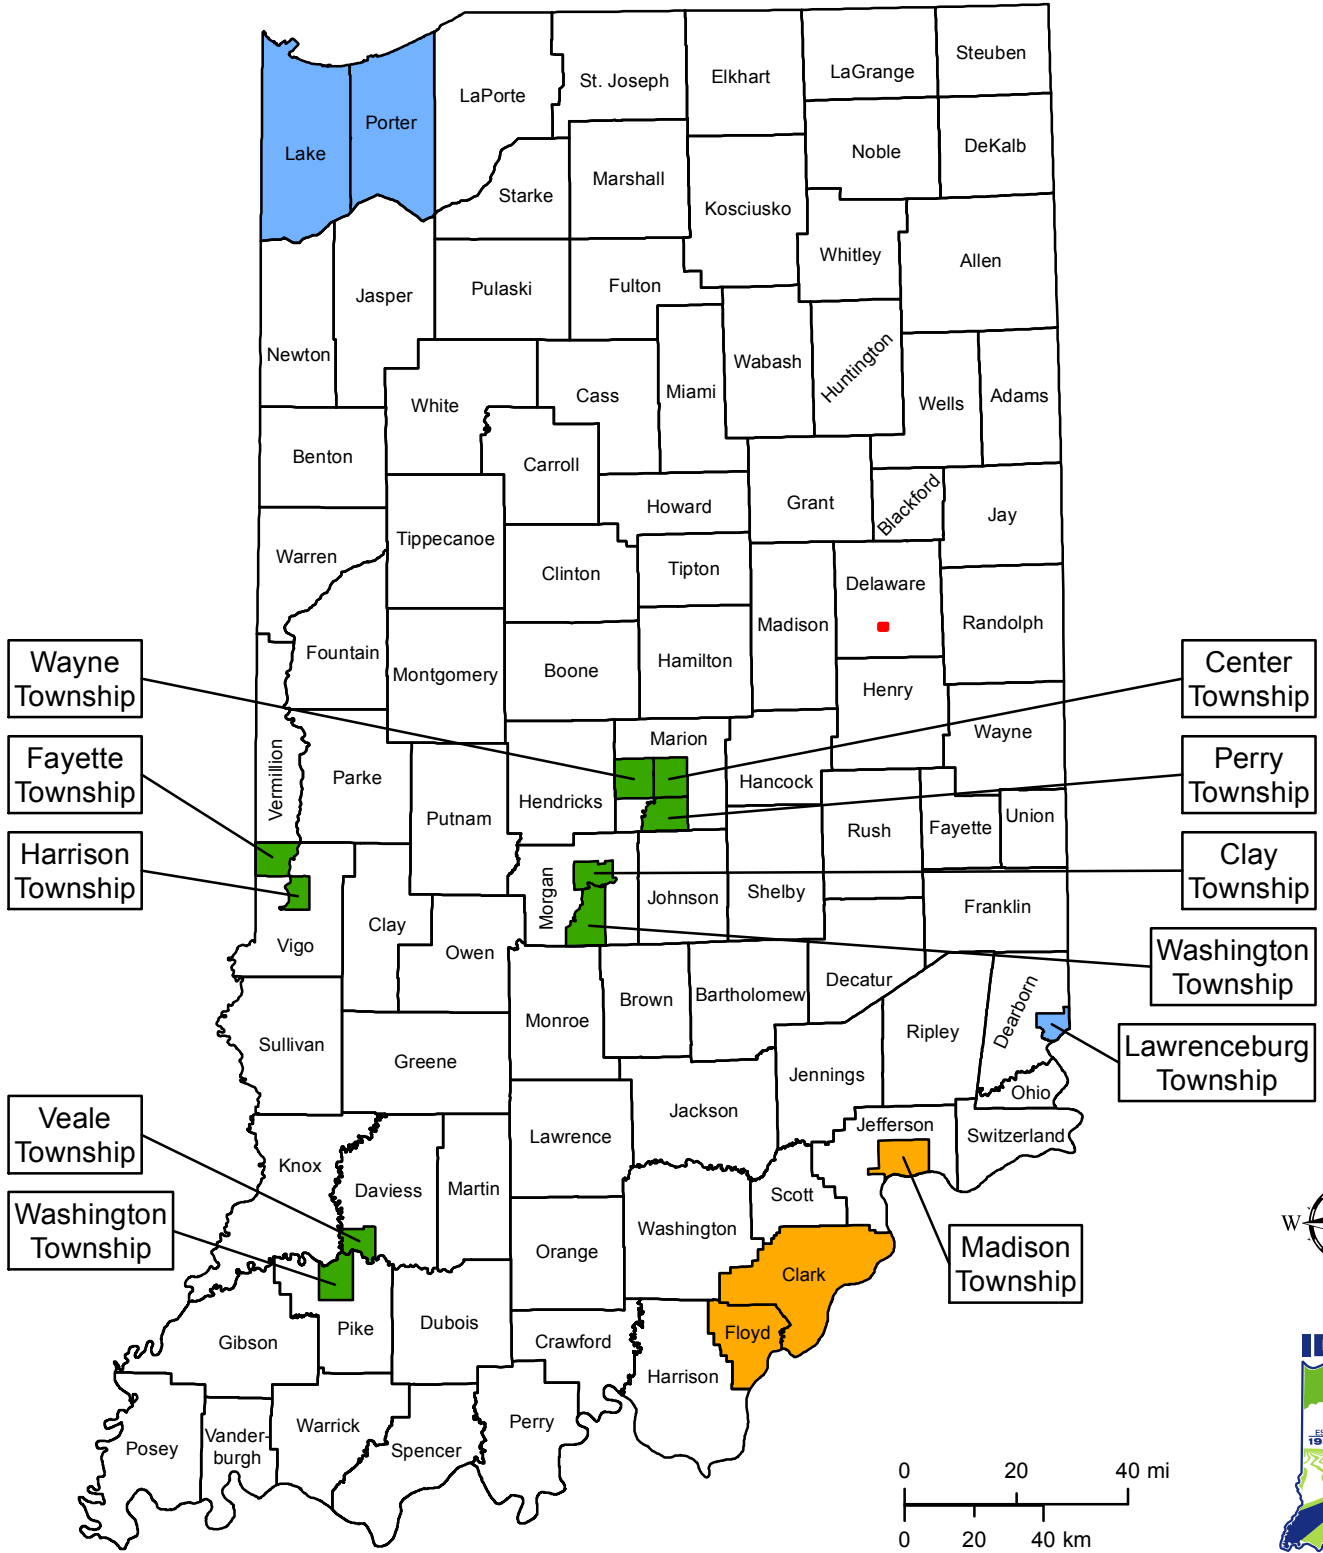 Steuben
LaGrange
Elkhart
St. Joseph
LaPorte
Porter
Lake
DeKalb
Noble
Marshall
Starke
Kosciusko
Whitley
Allen
Fulton
Pulaski
Jasper
Newton
Wabash
Huntington
Miami
Cass
White
Wells
Adams
Benton
Carroll
Howard
Grant
Blackford
Jay
Warren
Tippecanoe
Clinton
Tipton
Delaware
Madison
Randolph
Fountain
Montgomery
Boone
Hamilton
Henry
Wayne
Township
Center
Township
Marion
Wayne
Fayette
Township
Vermillion
Parke
Putnam
Hendricks
Hancock
Perry
Township
Harrison
Township
Rush
Fayette
Union
Clay
Township
Morgan
Johnson
Shelby
Franklin
Vigo
Clay
Owen
Washington
Township
Brown
Bartholomew
Decatur
Monroe
Dearborn
Ripley
Sullivan
Greene
Lawrenceburg
Township
Jennings
Ohio
Jackson
Veale
Township
Lawrence
Jefferson
Switzerland
Knox
Daviess
Martin
Scott
Washington
Township
Washington
Orange
Madison
Township
W
Clark
Floyd
Gibson
Pike
Dubois
Crawford
Harrison
Posey
Vander-
burgh
Warrick
Spencer
Perry
0 20 40 mi
0 20 40 km